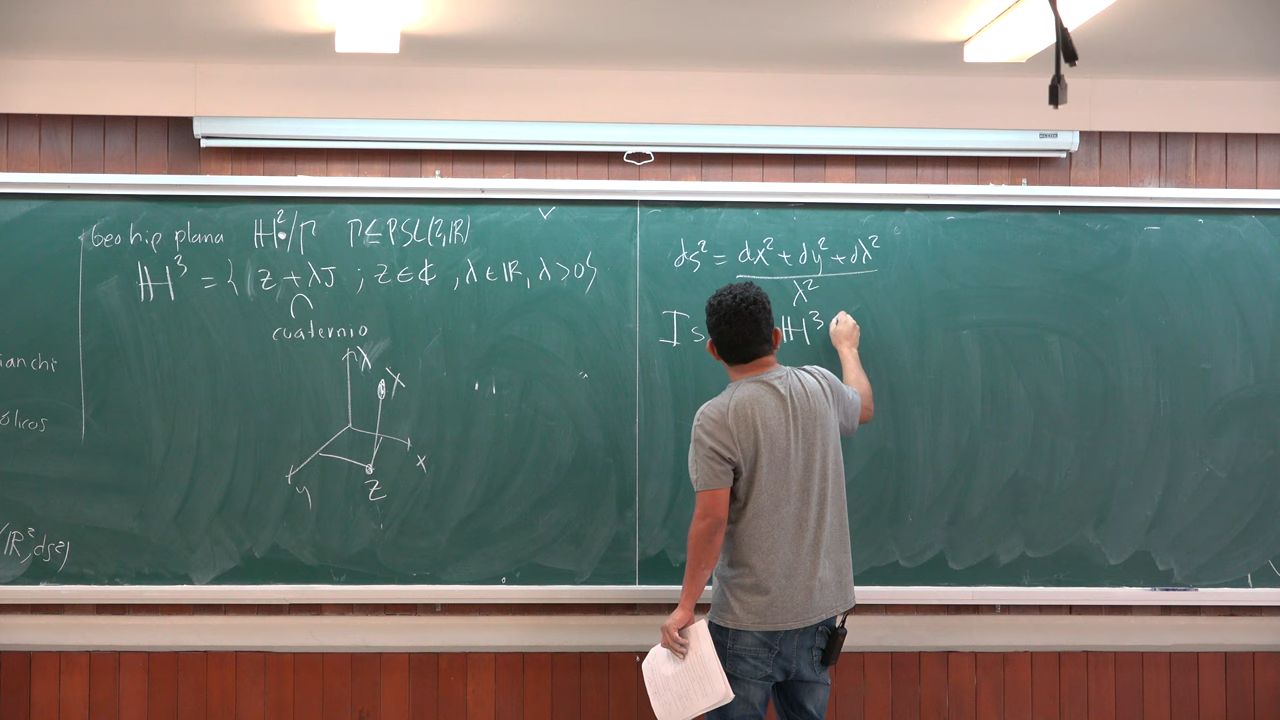 Geo hip plana ℍ²/Γ Γ≤PSL(2,ℝ)
ℍ³ = { z + λJ ; z∈ℂ, λ∈ℝ, λ>0}
∩
cuaternio
λ
X
x
y
z
ianchi
ólicos
(ℝ², ds²)
ds² = dx² + dy² + dλ²
λ²
Is ℍ³